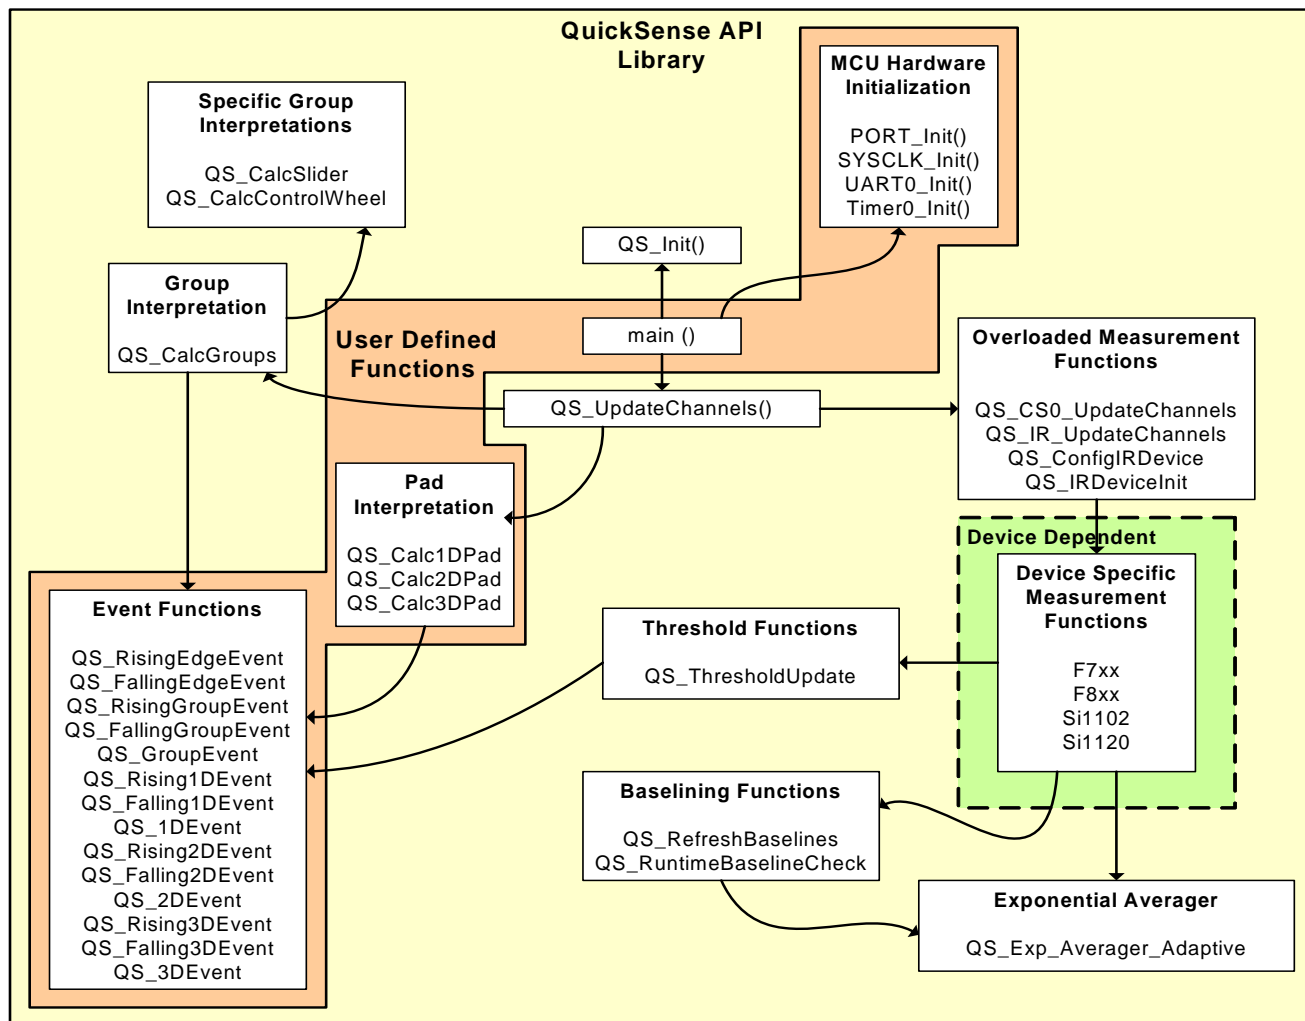 QuickSense API
Library
MCU Hardware
Initialization
PORT_Init()
SYSCLK_Init()
UART0_Init()
Timer0_Init()
Specific Group
Interpretations
QS_CalcSlider
QS_CalcControlWheel
QS_Init()
Group
Interpretation
QS_CalcGroups
User Defined
Functions
main ()
Overloaded Measurement
Functions
QS_CS0_UpdateChannels
QS_IR_UpdateChannels
QS_ConfigIRDevice
QS_IRDeviceInit
QS_UpdateChannels()
Pad
Interpretation
QS_Calc1DPad
QS_Calc2DPad
QS_Calc3DPad
Device Dependent
Device Specific
Measurement
Functions
F7xx
F8xx
Si1102
Si1120
Event Functions
QS_RisingEdgeEvent
QS_FallingEdgeEvent
QS_RisingGroupEvent
QS_FallingGroupEvent
QS_GroupEvent
QS_Rising1DEvent
QS_Falling1DEvent
QS_1DEvent
QS_Rising2DEvent
QS_Falling2DEvent
QS_2DEvent
QS_Rising3DEvent
QS_Falling3DEvent
QS_3DEvent
Threshold Functions
QS_ThresholdUpdate
Baselining Functions
QS_RefreshBaselines
QS_RuntimeBaselineCheck
Exponential Averager
QS_Exp_Averager_Adaptive